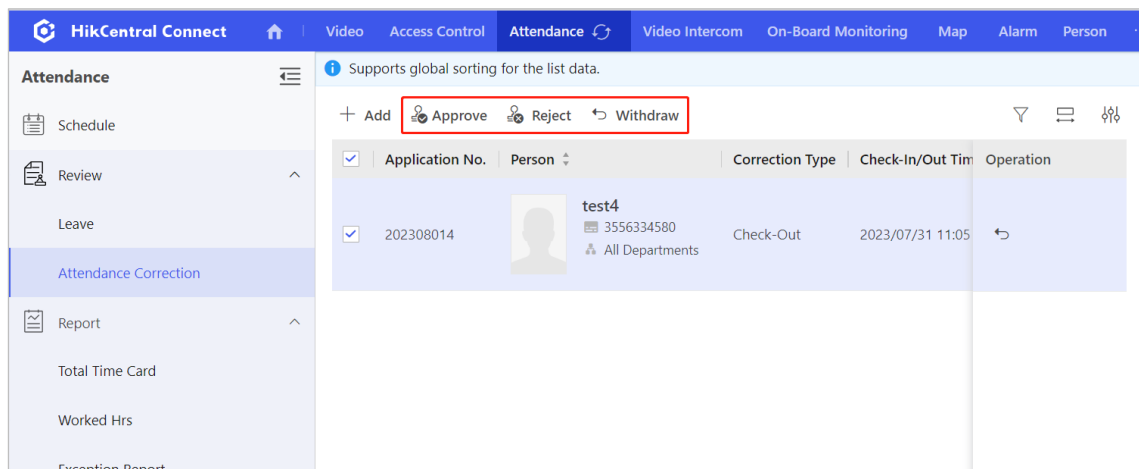 HikCentral Connect Video Access Control Attendance Video Intercom On-Board Monitoring Map Alarm Person
Attendance
Supports global sorting for the list data.
Add Approve Reject Withdraw
Schedule
Review
Leave
Attendance Correction
Report
Total Time Card
Worked Hrs
Exception Report
Application No. Person Correction Type Check-In/Out Tim Operation
202308014
test4
3556334580
All Departments
Check-Out
2023/07/31 11:05